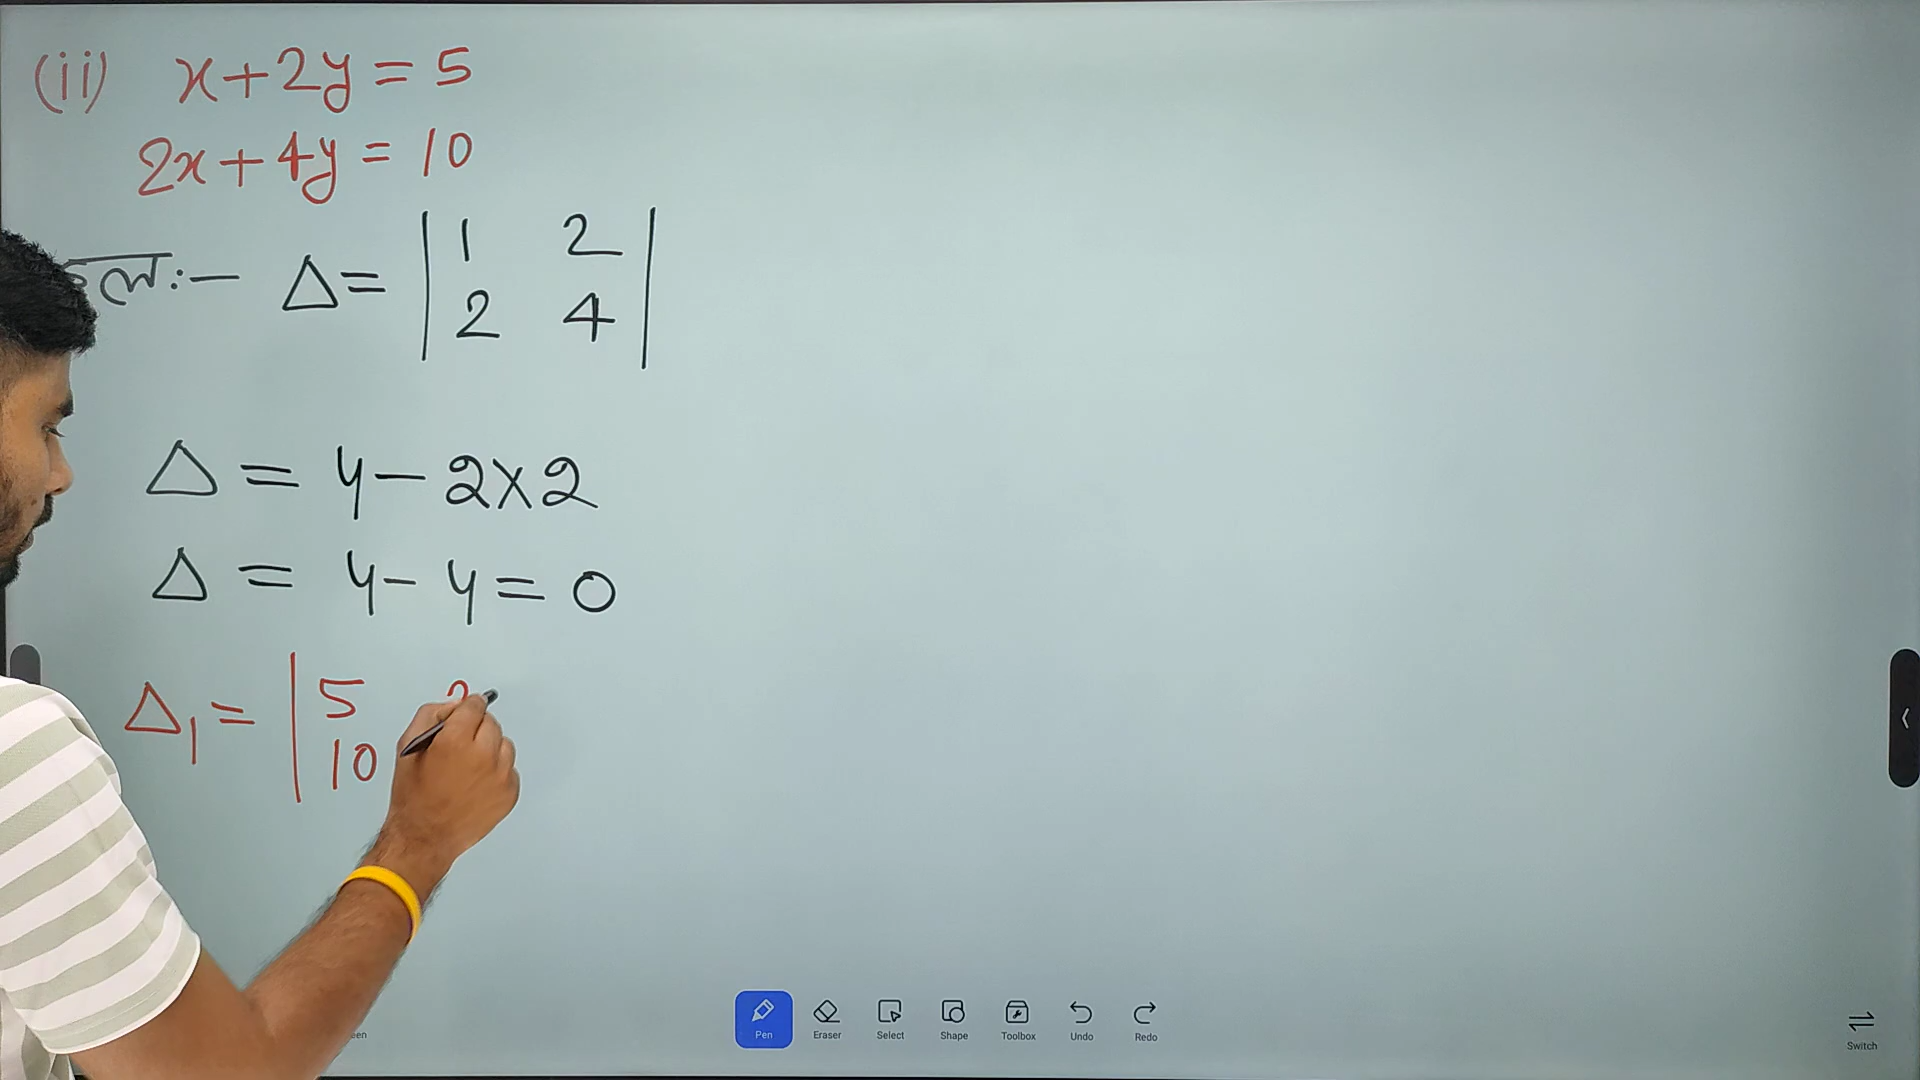 (ii) x+2y = 5
2x+4y = 10
:- Δ= | 1 2 |
| 2 4 |
Δ = 4 - 2×2
Δ = 4 - 4 = 0
Δ₁ = | 5 2
10
Pen
Eraser
Select
Shape
Toolbox
Undo
Redo
Switch